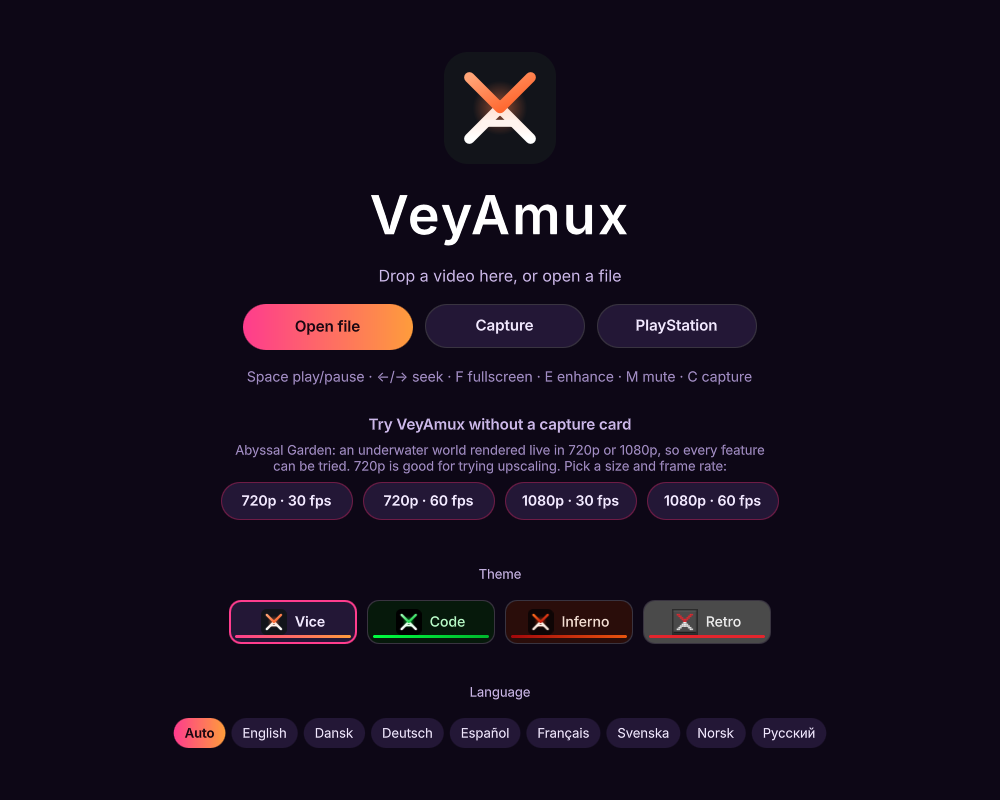 VeyAmux
Drop a video here, or open a file
Open file
Capture
PlayStation
Space play/pause · ←/→ seek · F fullscreen · E enhance · M mute · C capture
Try VeyAmux without a capture card
Abyssal Garden: an underwater world rendered live in 720p or 1080p, so every feature
can be tried. 720p is good for trying upscaling. Pick a size and frame rate:
720p · 30 fps
720p · 60 fps
1080p · 30 fps
1080p · 60 fps
Theme
Vice
Code
Inferno
Retro
Language
Auto
English
Dansk
Deutsch
Español
Français
Svenska
Norsk
Русский